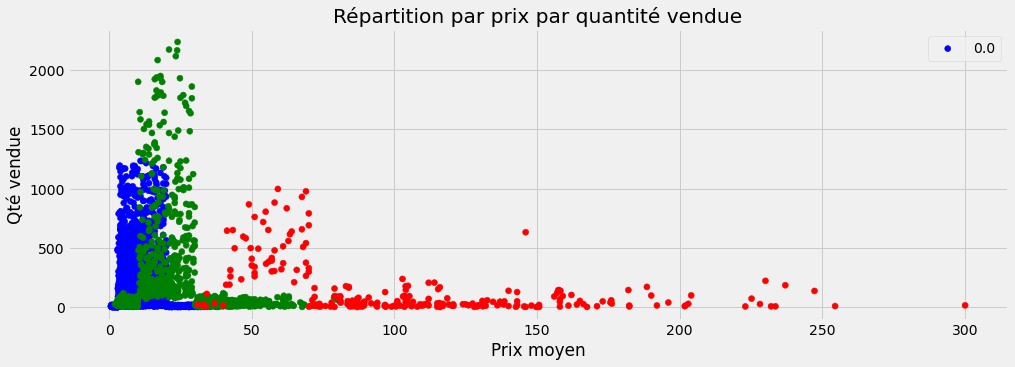 Répartition par prix par quantité vendue
0.0
2000
1500
1000
500
0
Qté vendue
0 50 100 150 200 250 300
Prix moyen